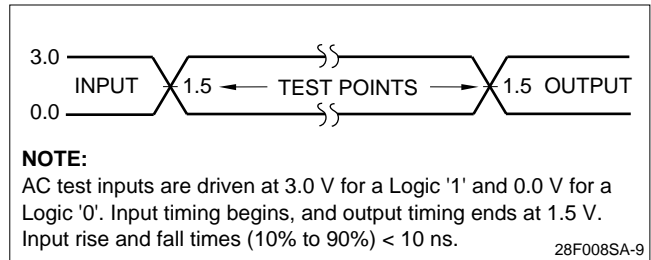 3.0
INPUT 1.5 TEST POINTS 1.5 OUTPUT
0.0
NOTE:
AC test inputs are driven at 3.0 V for a Logic '1' and 0.0 V for a
Logic '0'. Input timing begins, and output timing ends at 1.5 V.
Input rise and fall times (10% to 90%) < 10 ns.
28F008SA-9